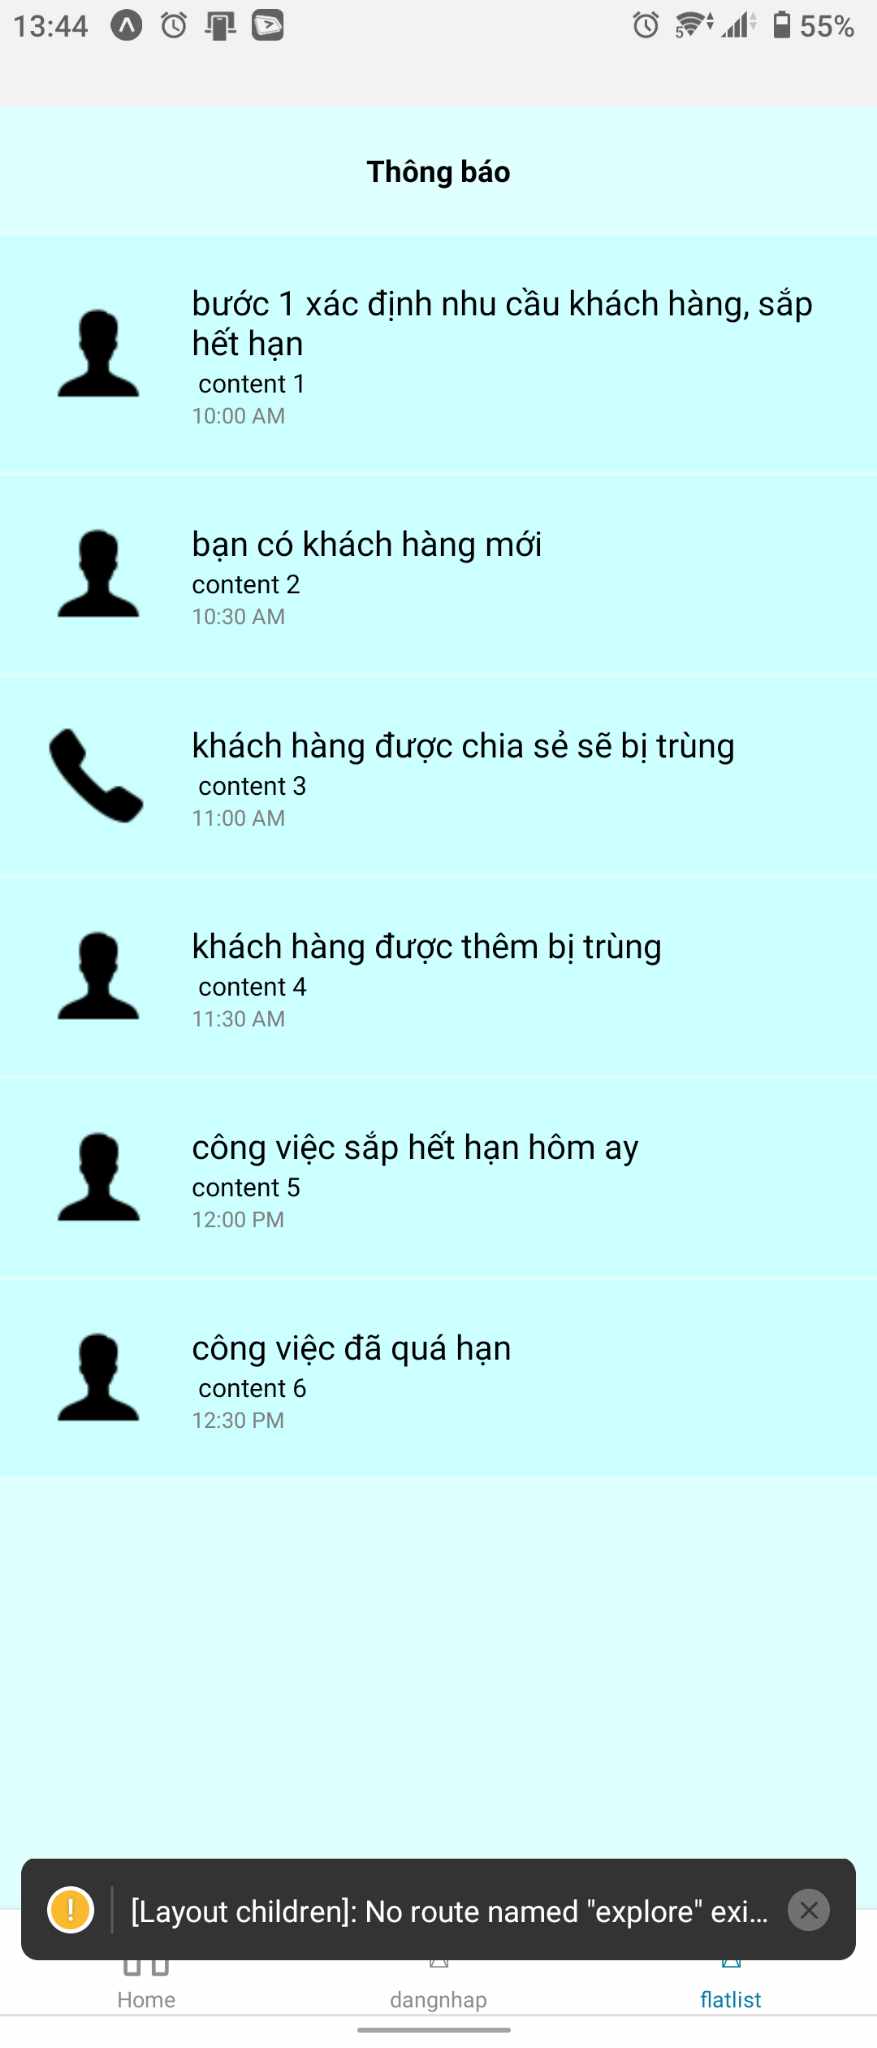 13:44
5
55%
Thông báo
bước 1 xác định nhu cầu khách hàng, sắp
hết hạn
content 1
10:00 AM
bạn có khách hàng mới
content 2
10:30 AM
khách hàng được chia sẻ sẽ bị trùng
content 3
11:00 AM
khách hàng được thêm bị trùng
content 4
11:30 AM
công việc sắp hết hạn hôm ay
content 5
12:00 PM
công việc đã quá hạn
content 6
12:30 PM
[Layout children]: No route named "explore" exi...
Home
dangnhap
flatlist